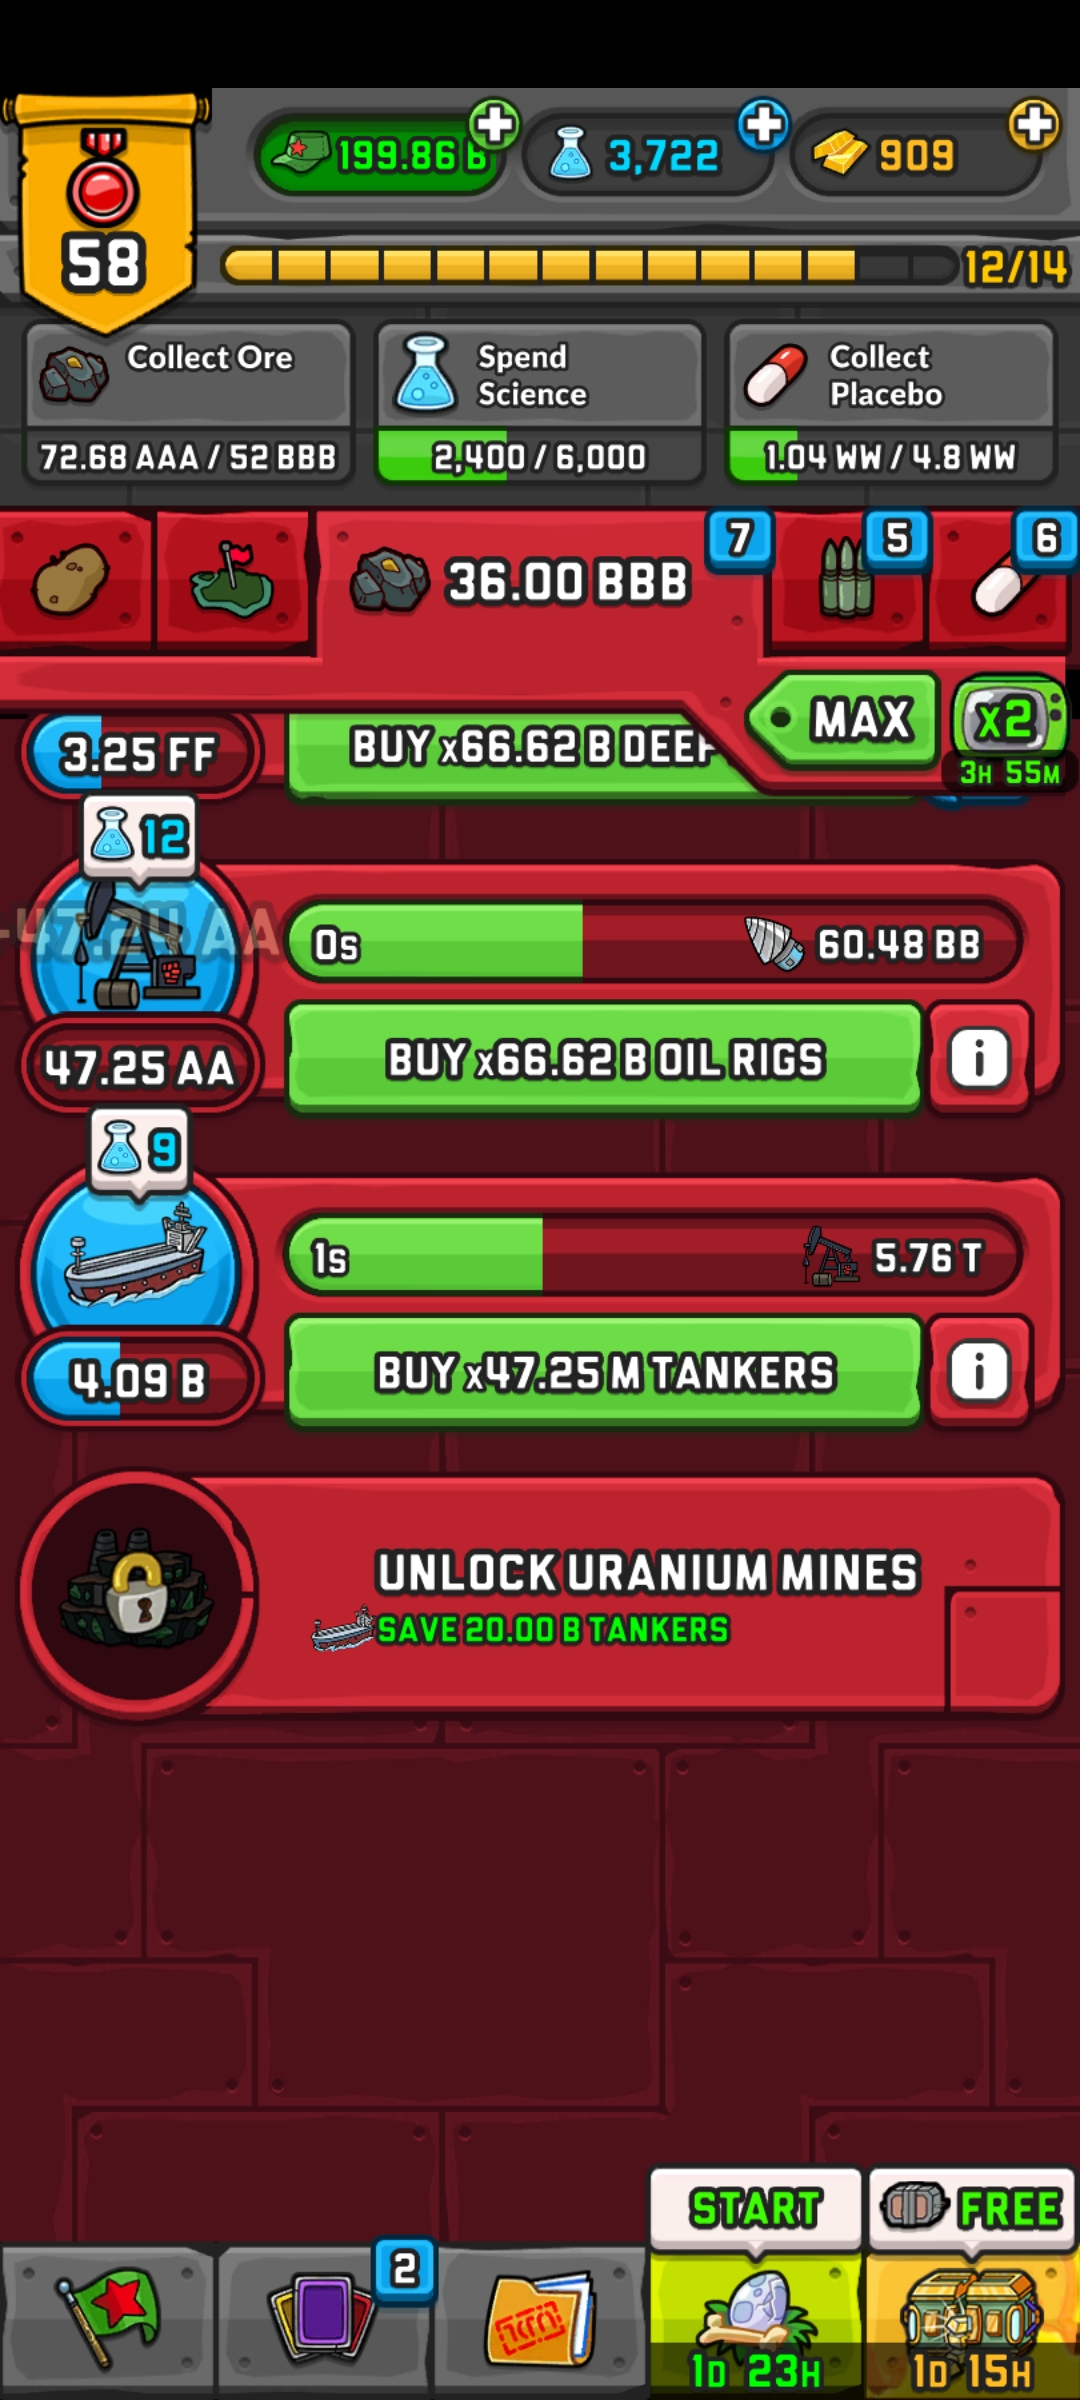 58
199.86 B
3,722
909
12/14
Collect Ore
72.68 AAA / 52 BBB
Spend
Science
2,400 / 6,000
Collect
Placebo
1.04 WW / 4.8 WW
36.00 BBB
7
5
6
MAX
x2
3H 55M
3.25 FF
BUY x66.62 B DEEP
12
-47.24 AA
0s
60.48 BB
47.25 AA
BUY x66.62 B OIL RIGS
i
9
1s
5.76 T
4.09 B
BUY x47.25 M TANKERS
i
UNLOCK URANIUM MINES
SAVE 20.00 B TANKERS
START
FREE
2
1D 23H
1D 15H